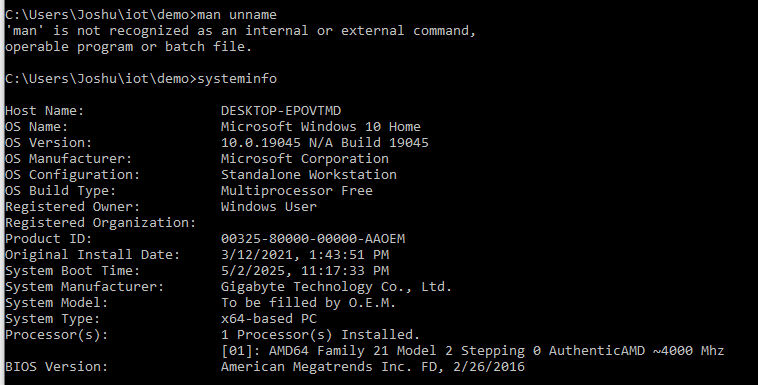 C:\Users\Joshu\iot\demo>man unname
'man' is not recognized as an internal or external command,
operable program or batch file.
C:\Users\Joshu\iot\demo>systeminfo
Host Name: DESKTOP-EPOVTMD
OS Name: Microsoft Windows 10 Home
OS Version: 10.0.19045 N/A Build 19045
OS Manufacturer: Microsoft Corporation
OS Configuration: Standalone Workstation
OS Build Type: Multiprocessor Free
Registered Owner: Windows User
Registered Organization:
Product ID: 00325-80000-00000-AAOEM
Original Install Date: 3/12/2021, 1:43:51 PM
System Boot Time: 5/2/2025, 11:17:33 PM
System Manufacturer: Gigabyte Technology Co., Ltd.
System Model: To be filled by O.E.M.
System Type: x64-based PC
Processor(s): 1 Processor(s) Installed.
[01]: AMD64 Family 21 Model 2 Stepping 0 AuthenticAMD ~4000 Mhz
BIOS Version: American Megatrends Inc. FD, 2/26/2016